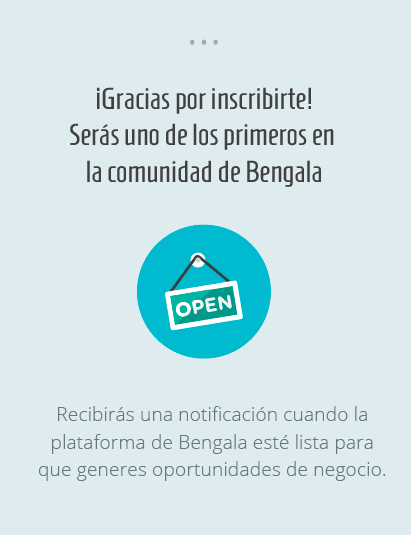 ¡Gracias por inscribirte!
Serás uno de los primeros en
la comunidad de Bengala
OPEN
Recibirás una notificación cuando la
plataforma de Bengala esté lista para
que generes oportunidades de negocio.